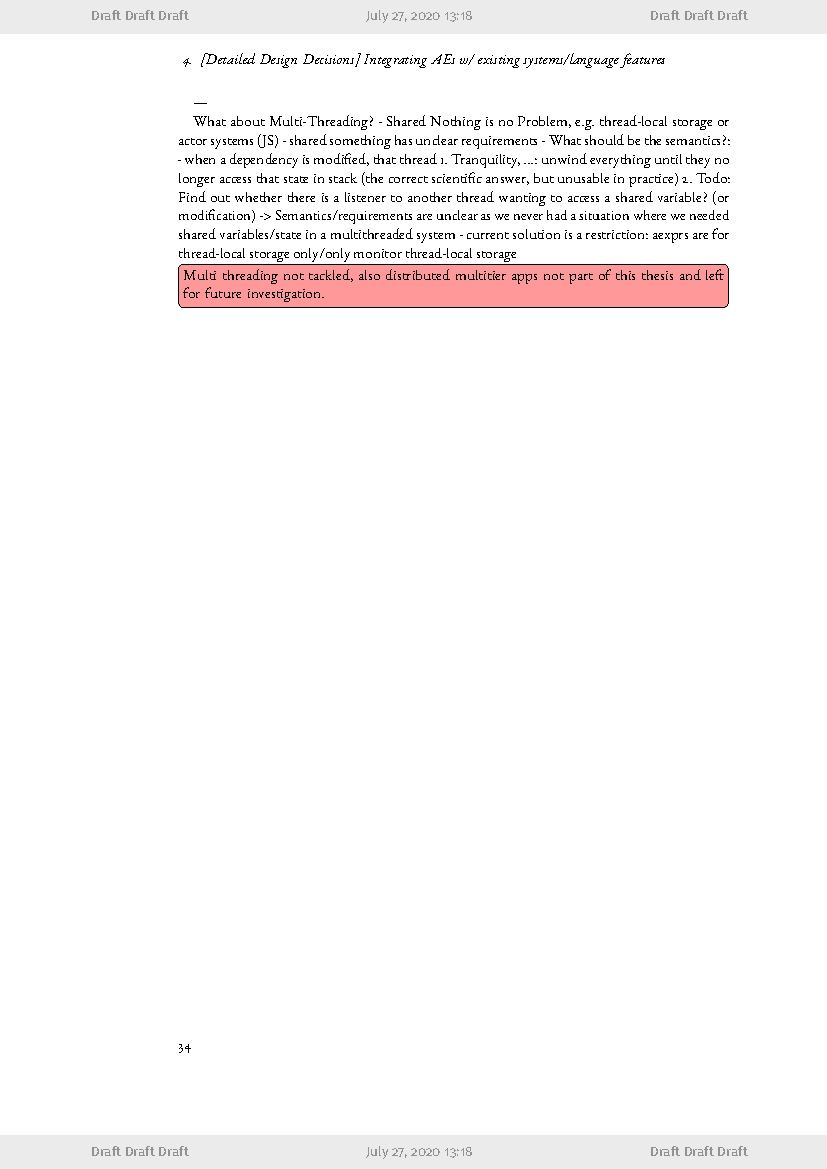 Draft Draft Draft July 27, 2020 13:18 Draft Draft Draft
4. [Detailed Design Decisions] Integrating AEs w/ existing systems/language features
—
What about Multi-Threading? - Shared Nothing is no Problem, e.g. thread-local storage or
actor systems (JS) - shared something has unclear requirements - What should be the semantics?:
- when a dependency is modified, that thread 1. Tranquility, ...: unwind everything until they no
longer access that state in stack (the correct scientific answer, but unusable in practice) 2. Todo:
Find out whether there is a listener to another thread wanting to access a shared variable? (or
modification) -> Semantics/requirements are unclear as we never had a situation where we needed
shared variables/state in a multithreaded system - current solution is a restriction: aexprs are for
thread-local storage only/only monitor thread-local storage
Multi threading not tackled, also distributed multitier apps not part of this thesis and left
for future investigation.
34
Draft Draft Draft July 27, 2020 13:18 Draft Draft Draft